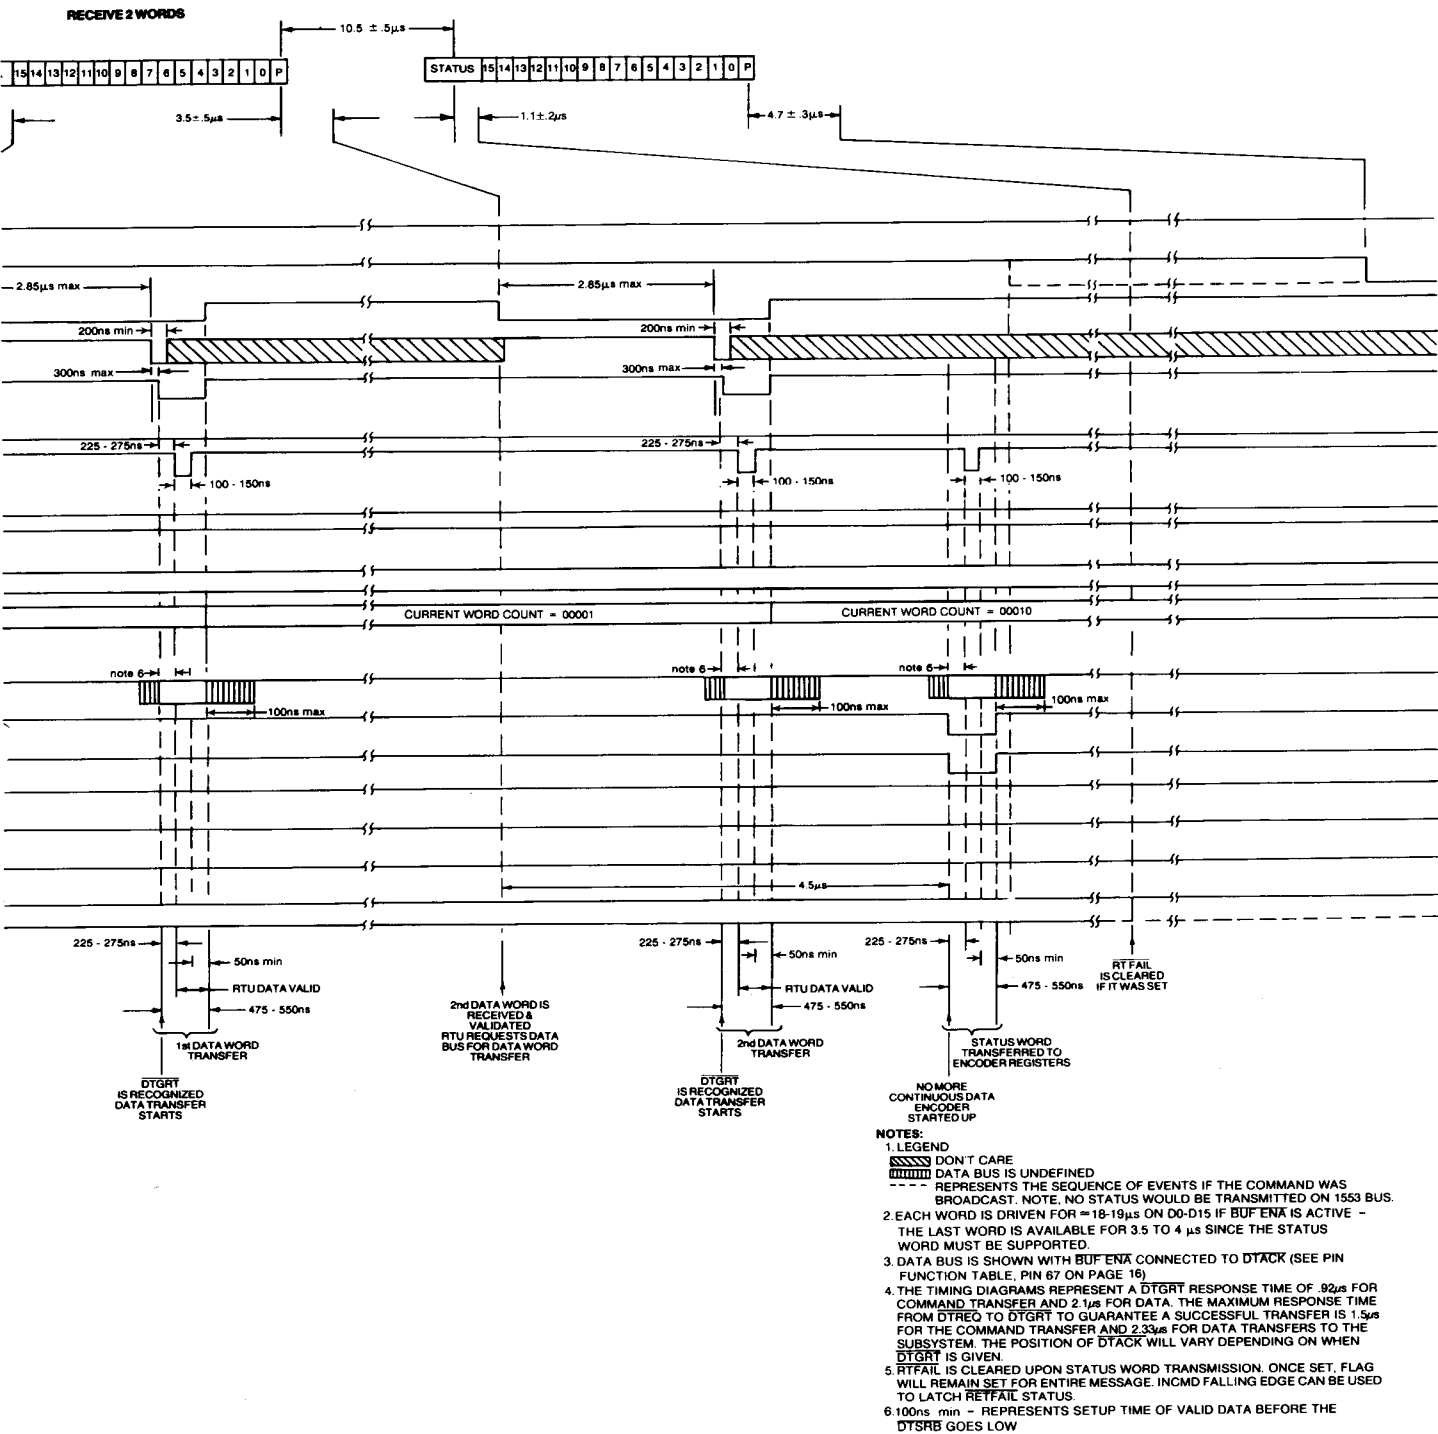 RECEIVE 2 WORDS
10.5 ± .5µs
15 14 13 12 11 10 9 8 7 6 5 4 3 2 1 0 P
STATUS 15 14 13 12 11 10 9 8 7 6 5 4 3 2 1 0 P
3.5 ± .5µs
1.1 ± .2µs
4.7 ± .3µs
2.85µs max
2.85µs max
200ns min
200ns min
300ns max
300ns max
225 - 275ns
225 - 275ns
100 - 150ns
100 - 150ns
100 - 150ns
CURRENT WORD COUNT = 00001
CURRENT WORD COUNT = 00010
note 6
note 6
note 6
100ns max
100ns max
100ns max
4.5µs
225 - 275ns
225 - 275ns
225 - 275ns
50ns min
50ns min
50ns min
RTU DATA VALID
RTU DATA VALID
475 - 550ns
475 - 550ns
475 - 550ns
RT FAIL
IS CLEARED
IF IT WAS SET
2nd DATA WORD IS
RECEIVED &
VALIDATED
RTU REQUESTS DATA
BUS FOR DATA WORD
TRANSFER
1st DATA WORD
TRANSFER
2nd DATA WORD
TRANSFER
STATUS WORD
TRANSFERRED TO
ENCODER REGISTERS
DTGRT
IS RECOGNIZED
DATA TRANSFER
STARTS
DTGRT
IS RECOGNIZED
DATA TRANSFER
STARTS
NO MORE
CONTINUOUS DATA
ENCODER
STARTED UP
NOTES:
1. LEGEND
DON'T CARE
DATA BUS IS UNDEFINED
---- REPRESENTS THE SEQUENCE OF EVENTS IF THE COMMAND WAS
BROADCAST. NOTE, NO STATUS WOULD BE TRANSMITTED ON 1553 BUS.
2. EACH WORD IS DRIVEN FOR ≈ 18-19µs ON D0-D15 IF BUF ENA IS ACTIVE -
THE LAST WORD IS AVAILABLE FOR 3.5 TO 4 µs SINCE THE STATUS
WORD MUST BE SUPPORTED.
3. DATA BUS IS SHOWN WITH BUF ENA CONNECTED TO DTACK (SEE PIN
FUNCTION TABLE, PIN 67 ON PAGE 16)
4. THE TIMING DIAGRAMS REPRESENT A DTGRT RESPONSE TIME OF .92µs FOR
COMMAND TRANSFER AND 2.1µs FOR DATA. THE MAXIMUM RESPONSE TIME
FROM DTREQ TO DTGRT TO GUARANTEE A SUCCESSFUL TRANSFER IS 1.5µs
FOR THE COMMAND TRANSFER AND 2.33µs FOR DATA TRANSFERS TO THE
SUBSYSTEM. THE POSITION OF DTACK WILL VARY DEPENDING ON WHEN
DTGRT IS GIVEN.
5. RTFAIL IS CLEARED UPON STATUS WORD TRANSMISSION. ONCE SET, FLAG
WILL REMAIN SET FOR ENTIRE MESSAGE. INCMD FALLING EDGE CAN BE USED
TO LATCH RETFAIL STATUS.
6. 100ns min - REPRESENTS SETUP TIME OF VALID DATA BEFORE THE
DTSRB GOES LOW